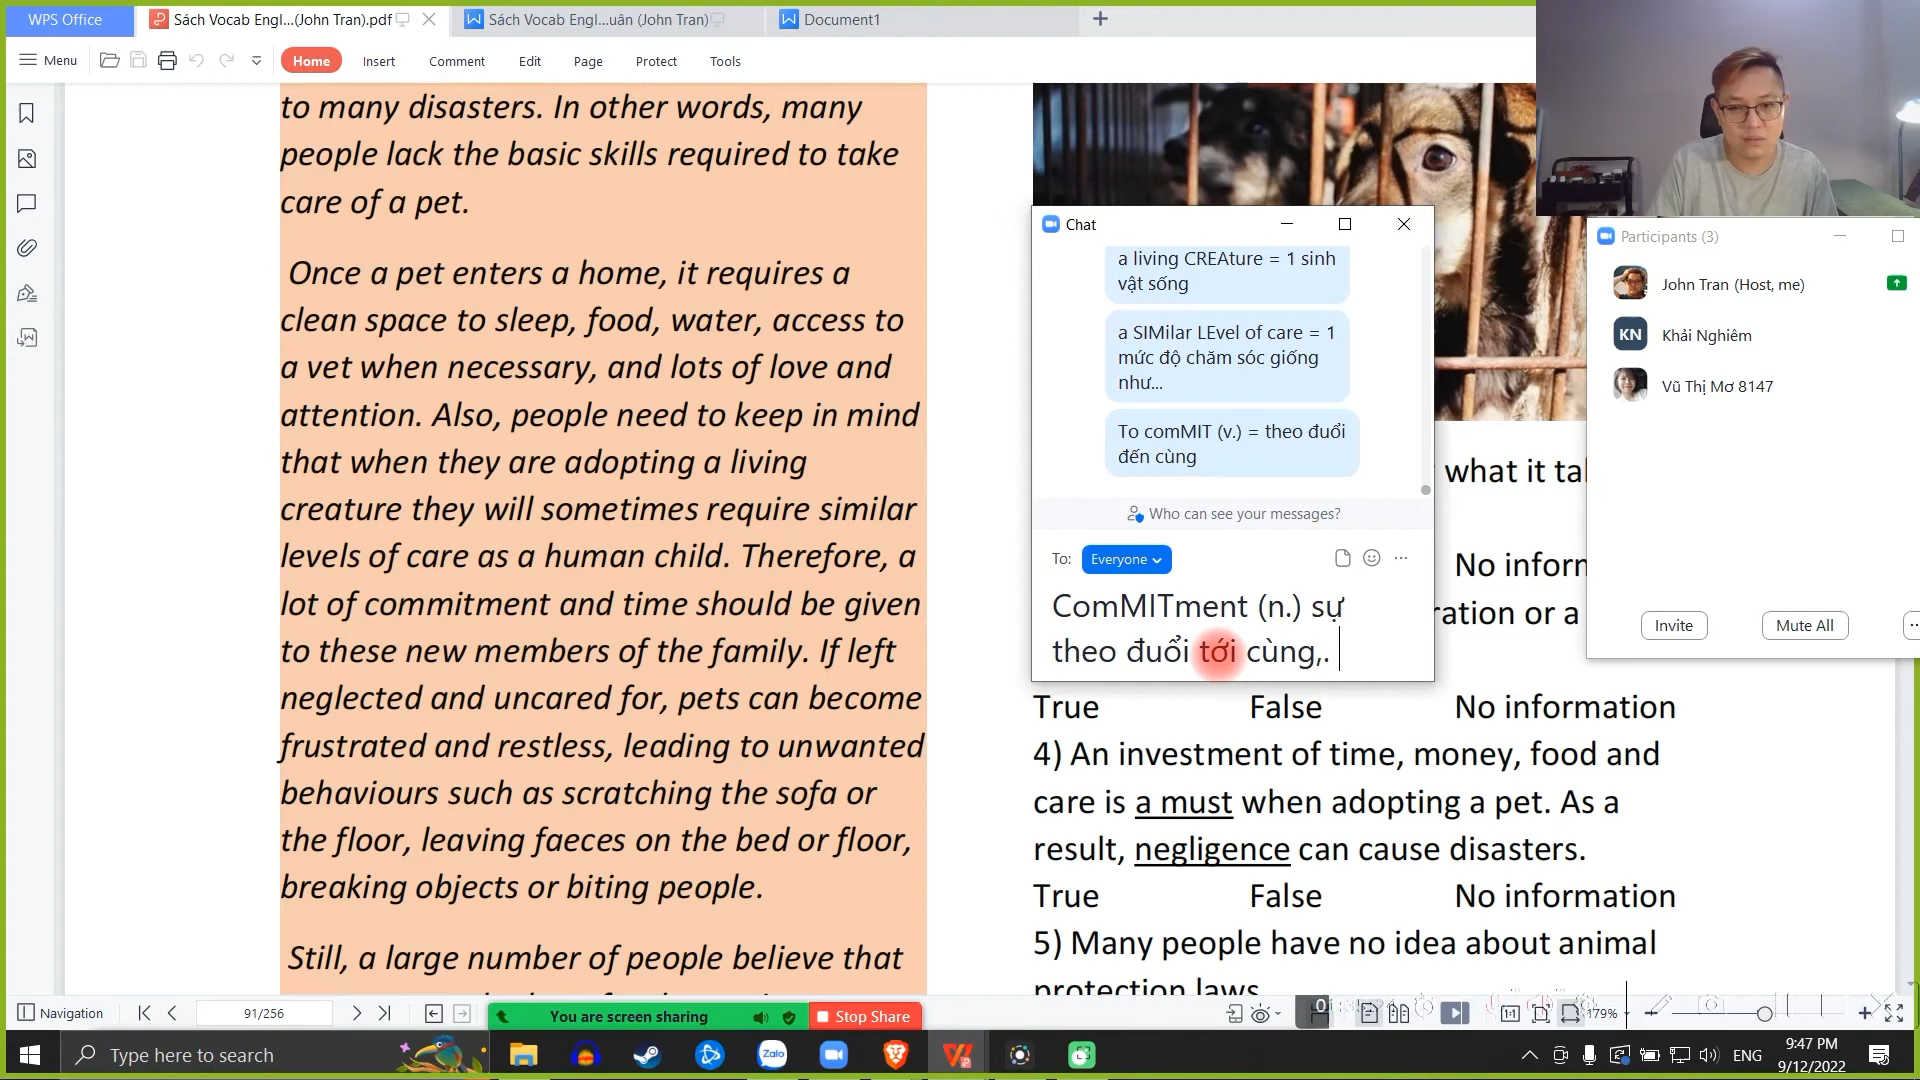 WPS Office
Sách Vocab Engl...(John Tran).pdf
Sách Vocab Engl...uân (John Tran)
Document1
Menu
Home
Insert
Comment
Edit
Page
Protect
Tools
to many disasters. In other words, many
people lack the basic skills required to take
care of a pet.
Once a pet enters a home, it requires a
clean space to sleep, food, water, access to
a vet when necessary, and lots of love and
attention. Also, people need to keep in mind
that when they are adopting a living
creature they will sometimes require similar
levels of care as a human child. Therefore, a
lot of commitment and time should be given
to these new members of the family. If left
neglected and uncared for, pets can become
frustrated and restless, leading to unwanted
behaviours such as scratching the sofa or
the floor, leaving faeces on the bed or floor,
breaking objects or biting people.
Still, a large number of people believe that
Chat
a living CREAture = 1 sinh
vật sống
a SIMilar LEvel of care = 1
mức độ chăm sóc giống
như...
To comMIT (v.) = theo đuổi
đến cùng
Who can see your messages?
To: Everyone
ComMITment (n.) sự
theo đuổi tới cùng,.
Participants (3)
John Tran (Host, me)
KN Khải Nghiêm
Vũ Thị Mơ 8147
Invite
Mute All
what it
No
or a
True False No information
4) An investment of time, money, food and
care is a must when adopting a pet. As a
result, negligence can cause disasters.
True False No information
5) Many people have no idea about animal
protection laws
Navigation
91/256
You are screen sharing
Stop Share
179%
Type here to search
Zalo
ENG
9:47 PM
9/12/2022